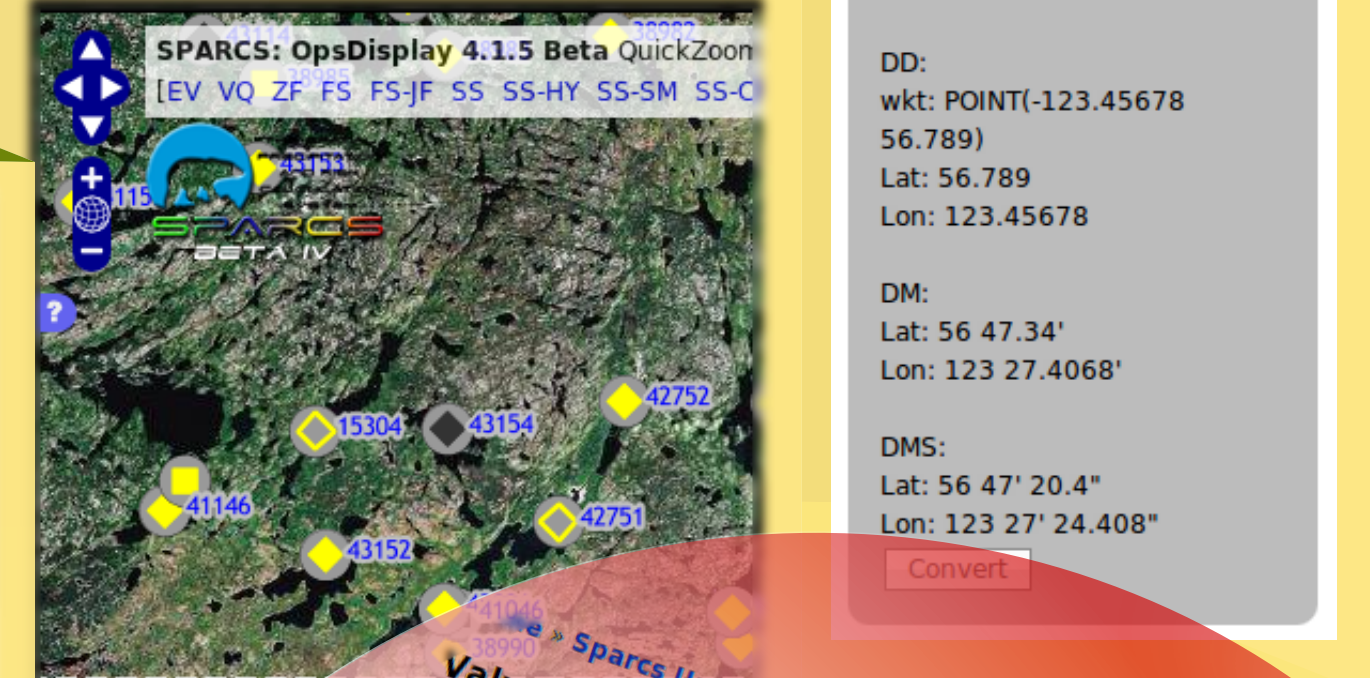 43114
38982
SPARCS: OpsDisplay 4.1.5 Beta QuickZoom
38985
[EV VQ ZF FS FS-JF SS SS-HY SS-SM SS-C
43153
115
SPARCS
BETA IV
?
42752
15304
43154
41146
42751
43152
41046
38990
» Sparcs U
DD:
wkt: POINT(-123.45678
56.789)
Lat: 56.789
Lon: 123.45678
DM:
Lat: 56 47.34'
Lon: 123 27.4068'
DMS:
Lat: 56 47' 20.4"
Lon: 123 27' 24.408"
Convert